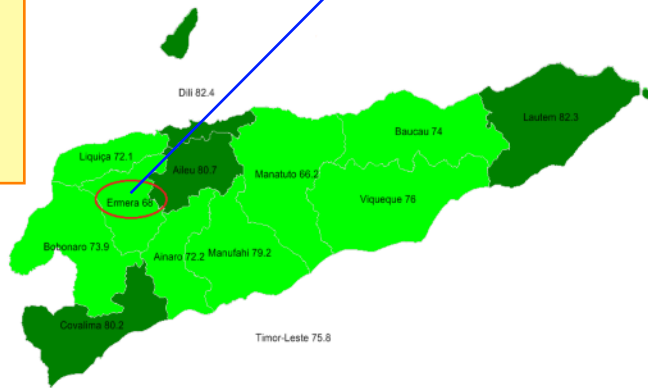 Dili 82.4
Lautem 82.3
Baucau 74
Liquiça 72.1
Aileu 80.7
Manatuto 66.2
Ermera 68
Viqueque 76
Bobonaro 73.9
Ainaro 72.2
Manufahi 79.2
Covalima 80.2
Timor-Leste 75.8